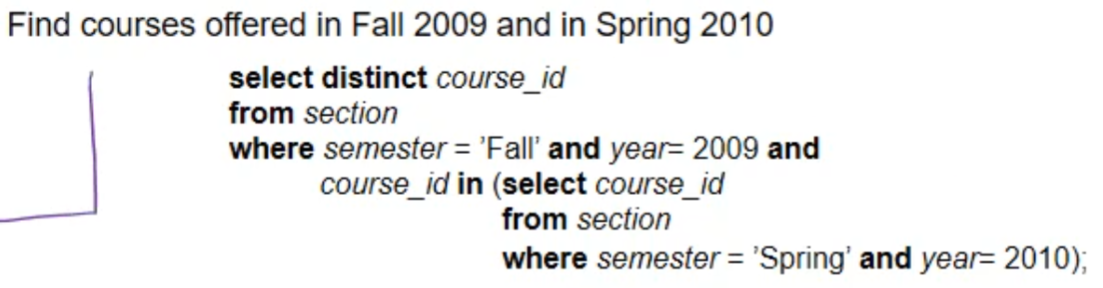 Find courses offered in Fall 2009 and in Spring 2010
select distinct course_id
from section
where semester = ’Fall’ and year= 2009 and
course_id in (select course_id
from section
where semester = ’Spring’ and year= 2010);